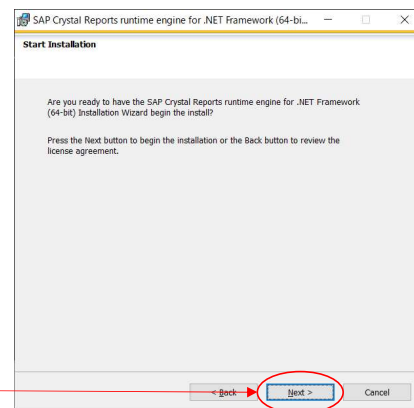 SAP Crystal Reports runtime engine for .NET Framework (64-bi...
Start Installation
Are you ready to have the SAP Crystal Reports runtime engine for .NET Framework
(64-bit) Installation Wizard begin the install?
Press the Next button to begin the installation or the Back button to review the
license agreement.
< Back
Next >
Cancel